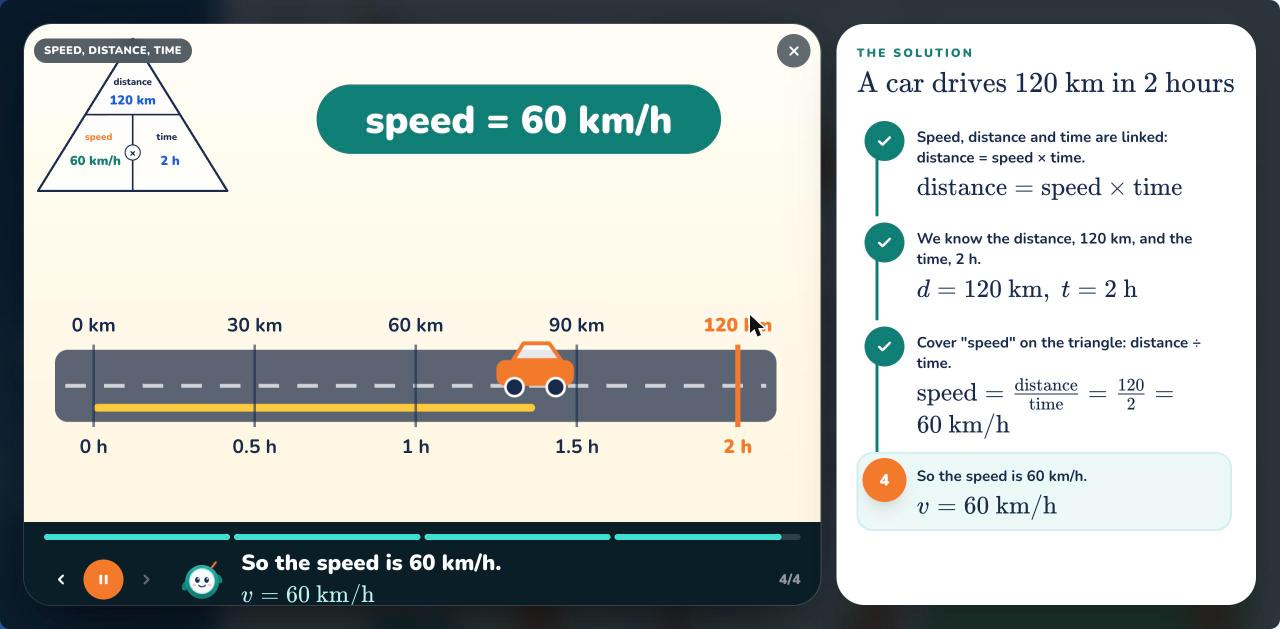 SPEED, DISTANCE, TIME
distance
120 km
speed
time
×
60 km/h
2 h
speed = 60 km/h
0 km
30 km
60 km
90 km
120 km
0 h
0.5 h
1 h
1.5 h
2 h
So the speed is 60 km/h.
v = 60 km/h
4/4
THE SOLUTION
A car drives 120 km in 2 hours
Speed, distance and time are linked:
distance = speed × time.
distance = speed × time
We know the distance, 120 km, and the
time, 2 h.
d = 120 km, t = 2 h
Cover "speed" on the triangle: distance ÷
time.
speed = distance/time = 120/2 =
60 km/h
4
So the speed is 60 km/h.
v = 60 km/h